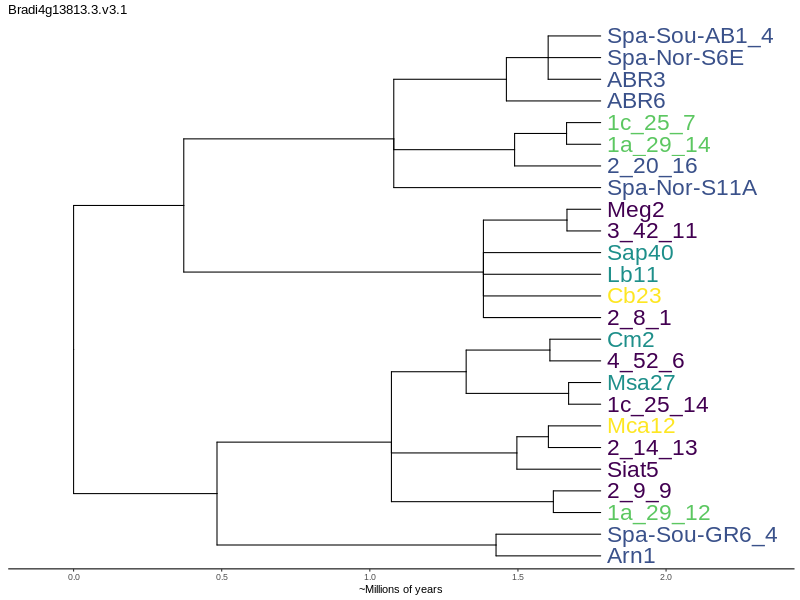 Bradi4g13813.3.v3.1
Spa-Sou-AB1_4
Spa-Nor-S6E
ABR3
ABR6
1c_25_7
1a_29_14
2_20_16
Spa-Nor-S11A
Meg2
3_42_11
Sap40
Lb11
Cb23
2_8_1
Cm2
4_52_6
Msa27
1c_25_14
Mca12
2_14_13
Siat5
2_9_9
1a_29_12
Spa-Sou-GR6_4
Arn1
0.0 0.5 1.0 1.5 2.0
~Millions of years